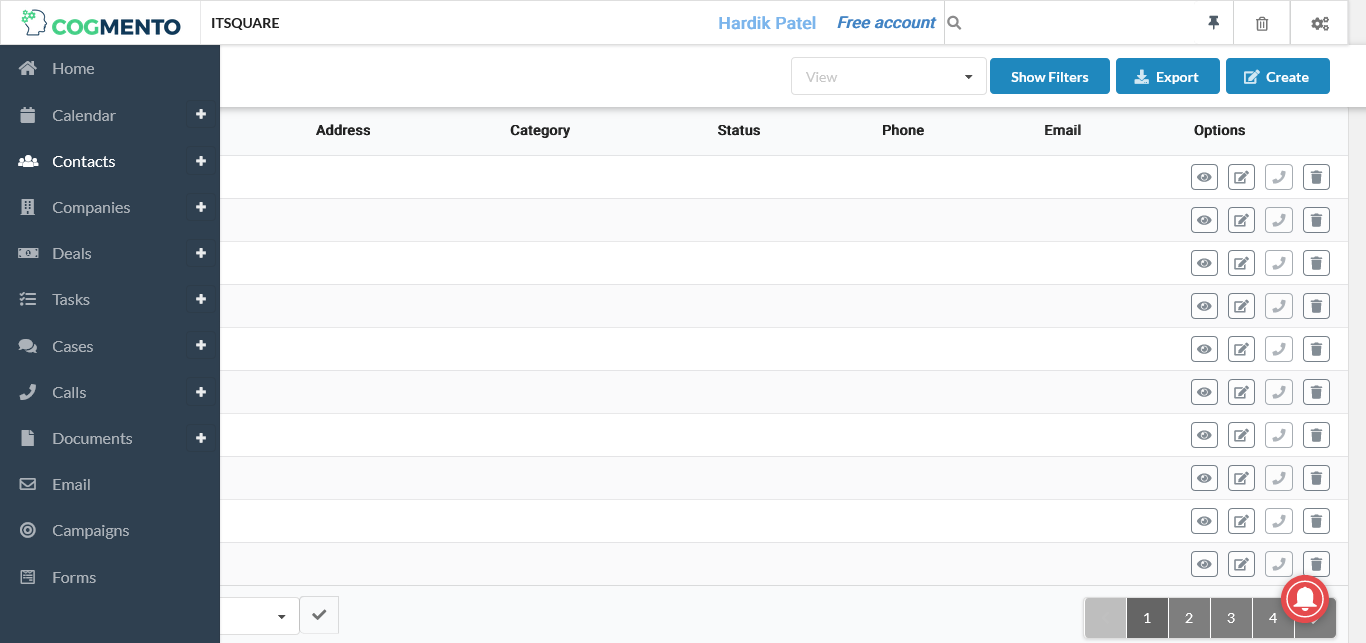 COGMENTO
ITSQUARE
Hardik Patel
Free account
View
Show Filters
Export
Create
Home
Calendar
Contacts
Companies
Deals
Tasks
Cases
Calls
Documents
Email
Campaigns
Forms
Address Category Status Phone Email Options
1 2 3 4